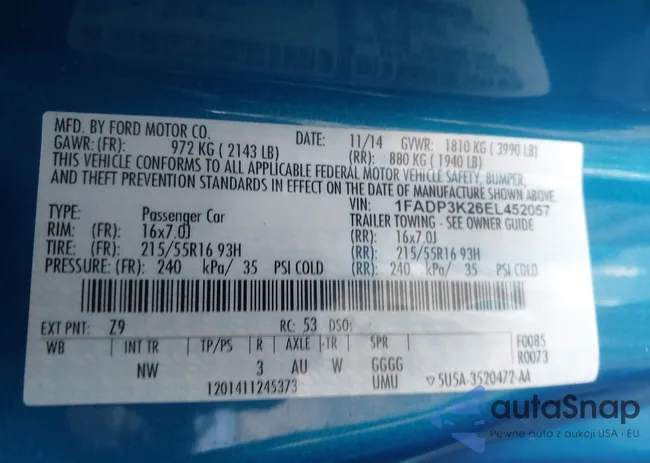 MFD. BY FORD MOTOR CO. DATE: 11/14 GVWR: 1810 KG ( 3990 LB)
GAWR: (FR): 972 KG ( 2143 LB) (RR): 880 KG ( 1940 LB)
THIS VEHICLE CONFORMS TO ALL APPLICABLE FEDERAL MOTOR VEHICLE SAFETY, BUMPER,
AND THEFT PREVENTION STANDARDS IN EFFECT ON THE DATE OF MANUFACTURE SHOWN ABOVE.
VIN: 1FADP3K26EL452057
TYPE: Passenger Car TRAILER TOWING - SEE OWNER GUIDE
RIM: (FR): 16x7.0J (RR): 16x7.0J
TIRE: (FR): 215/55R16 93H (RR): 215/55R16 93H
PRESSURE: (FR): 240 kPa/ 35 PSI COLD (RR): 240 kPa/ 35 PSI COLD
EXT PNT: Z9 RC: 53 DSO:
WB INT TR TP/PS R AXLE TR SPR F0085
NW 3 AU W GGGG R0073
1201411245373 UMU ▽5U5A-3520472-AA
autaSnap
Pewne auta z aukcji USA - EU